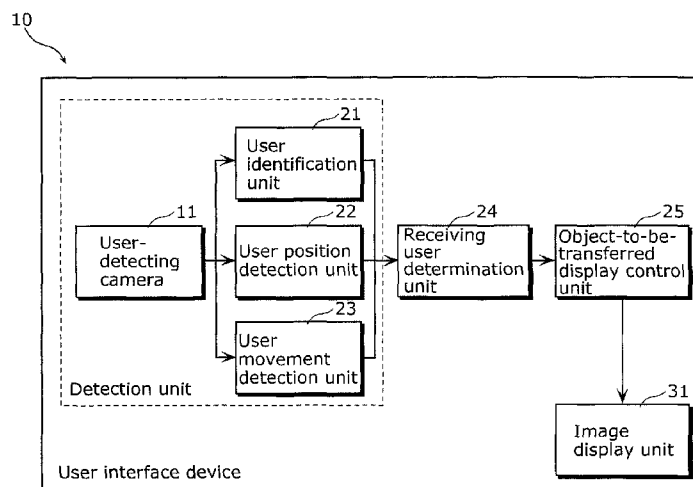 10
21
User
identification
unit
11
User-
detecting
camera
22
User position
detection unit
24
Receiving
user
determination
unit
25
Object-to-be-
transferred
display control
unit
23
User
movement
detection unit
Detection unit
31
Image
display unit
User interface device